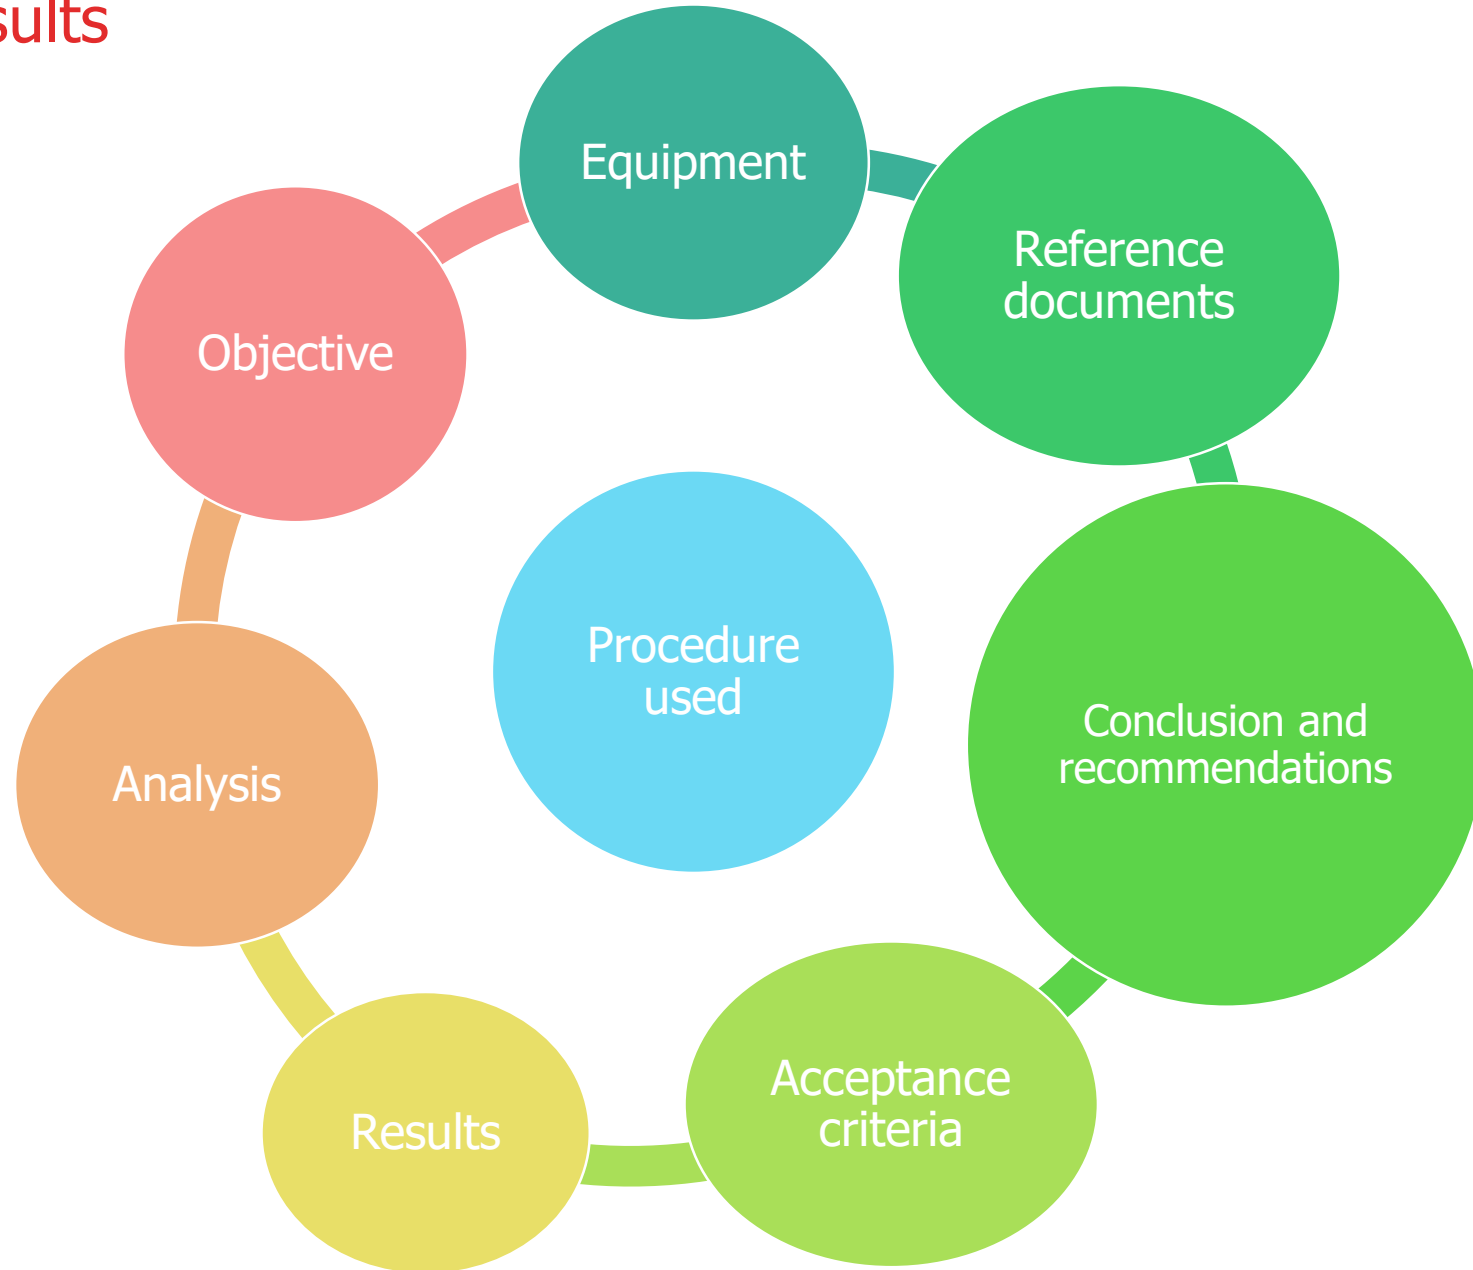 sults
Equipment
Reference
documents
Objective
Procedure
used
Conclusion and
recommendations
Analysis
Acceptance
criteria
Results